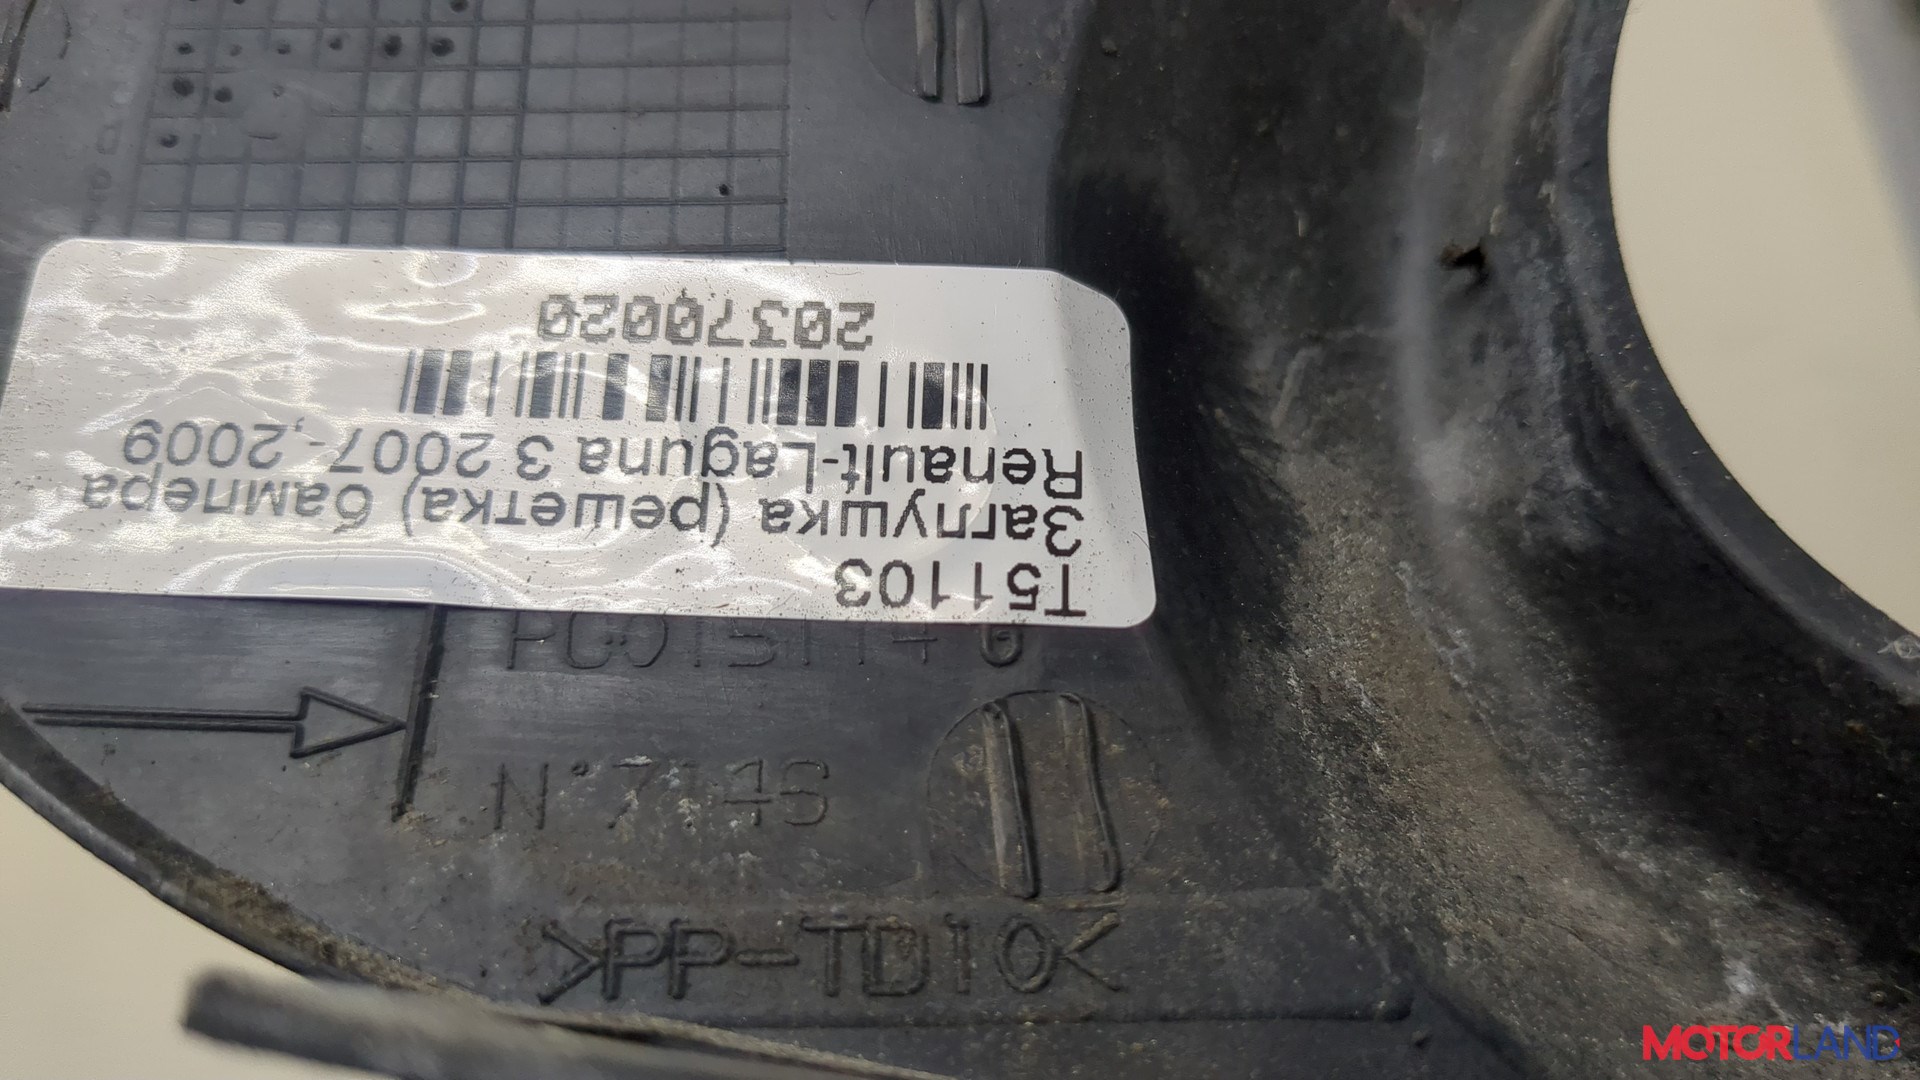 T51103
Заглушка (решетка) бампера
Renault-Laguna 3 2007-,2009
20370020
>PP-TD10<
MOTORLAND